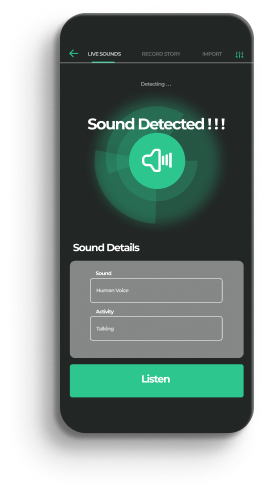 LIVE SOUNDS RECORD STORY IMPORT
Detecting ...
Sound Detected !!!
Sound Details
Sound
Human Voice
Activity
Talking
Listen